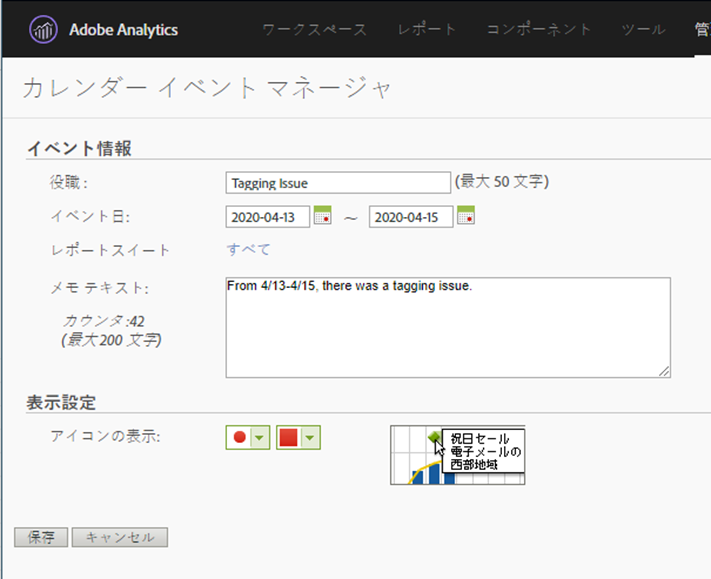 Adobe Analytics ワークスペース レポート コンポーネント ツール 管
カレンダー イベント マネージャ
イベント情報
役職 : Tagging Issue (最大 50 文字)
イベント日: 2020-04-13 ～ 2020-04-15
レポートスイート すべて
メモ テキスト: From 4/13-4/15, there was a tagging issue.
カウンタ:42
(最大 200 文字)
表示設定
アイコンの表示:
祝日セール
電子メールの
西部地域
保存 キャンセル